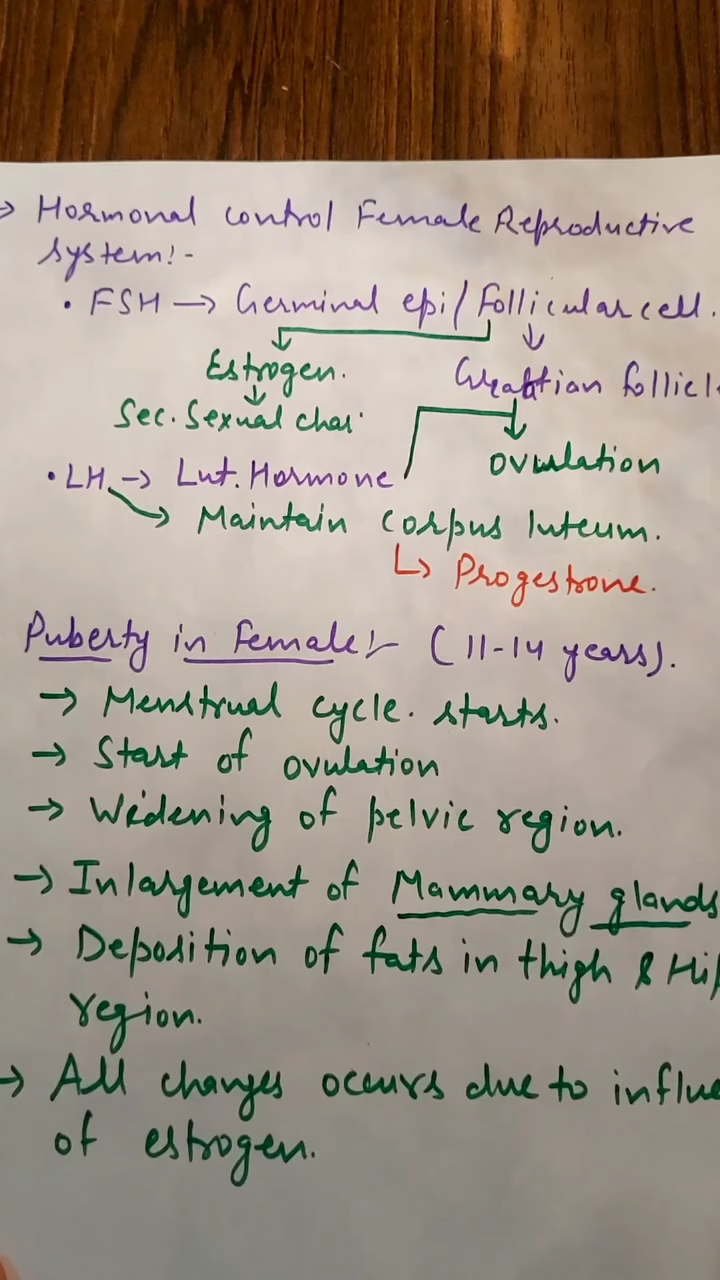 → Hormonal control Female Reproductive
system:-
• FSH → Germinal epi/Follicular cell.
Estrogen. Graafian follicl
Sec. Sexual char
ovulation
• LH → Lut. Hormone
→ Maintain Corpus luteum.
↳ Progestrone.
Puberty in Female:- (11-14 years).
→ Menstrual cycle. starts.
→ Start of ovulation
→ Widening of pelvic region.
→ Inlargement of Mammary glands
→ Deposition of fats in thigh & Hip
region.
→ All changes occurs due to influe
of estrogen.